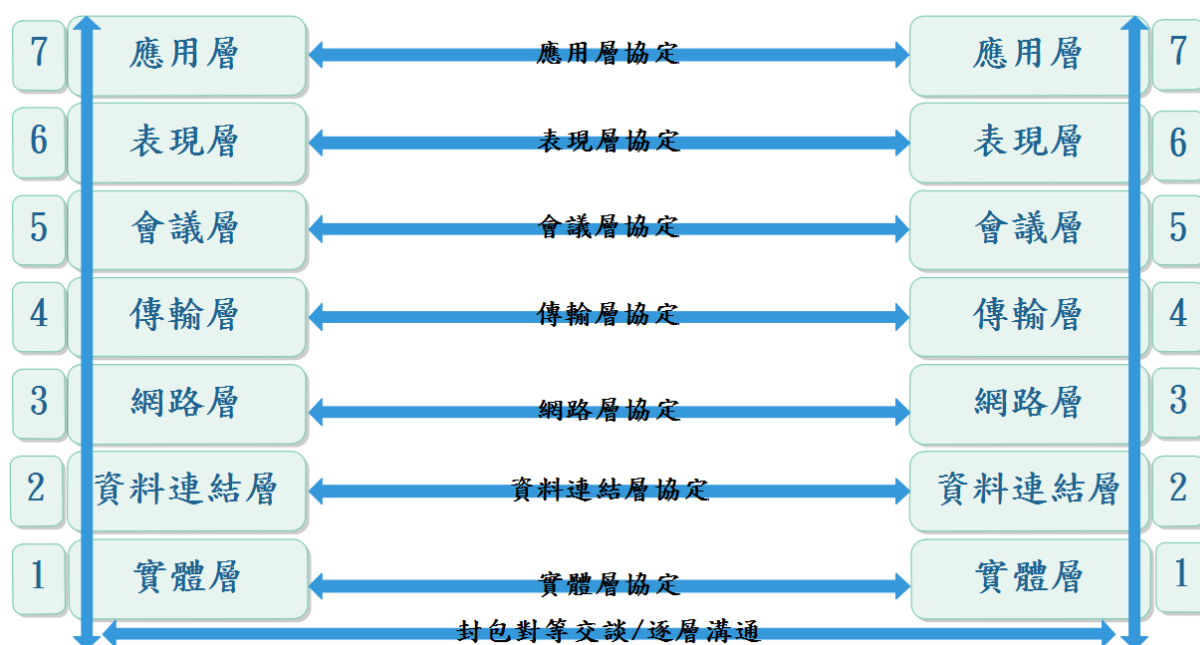 7 應用層 應用層協定 應用層 7
6 表現層 表現層協定 表現層 6
5 會議層 會議層協定 會議層 5
4 傳輸層 傳輸層協定 傳輸層 4
3 網路層 網路層協定 網路層 3
2 資料連結層 資料連結層協定 資料連結層 2
1 實體層 實體層協定 實體層 1
封包對等交談/逐層溝通